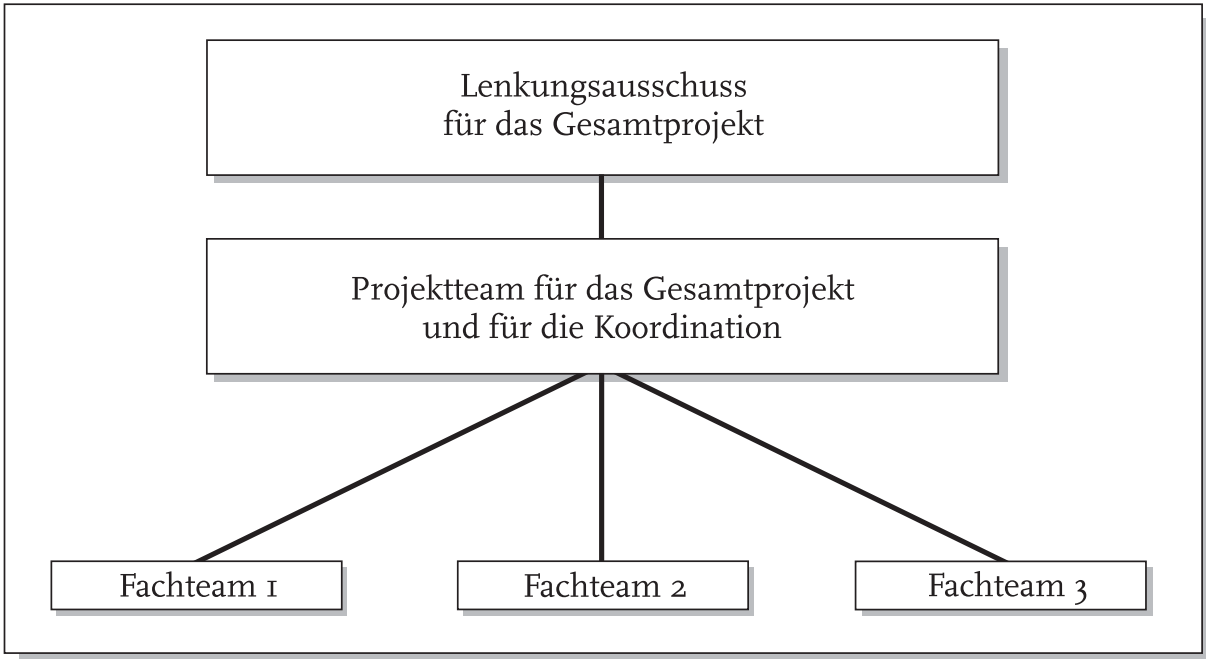 Lenkungsausschuss
für das Gesamtprojekt
Projektteam für das Gesamtprojekt
und für die Koordination
Fachteam 1
Fachteam 2
Fachteam 3